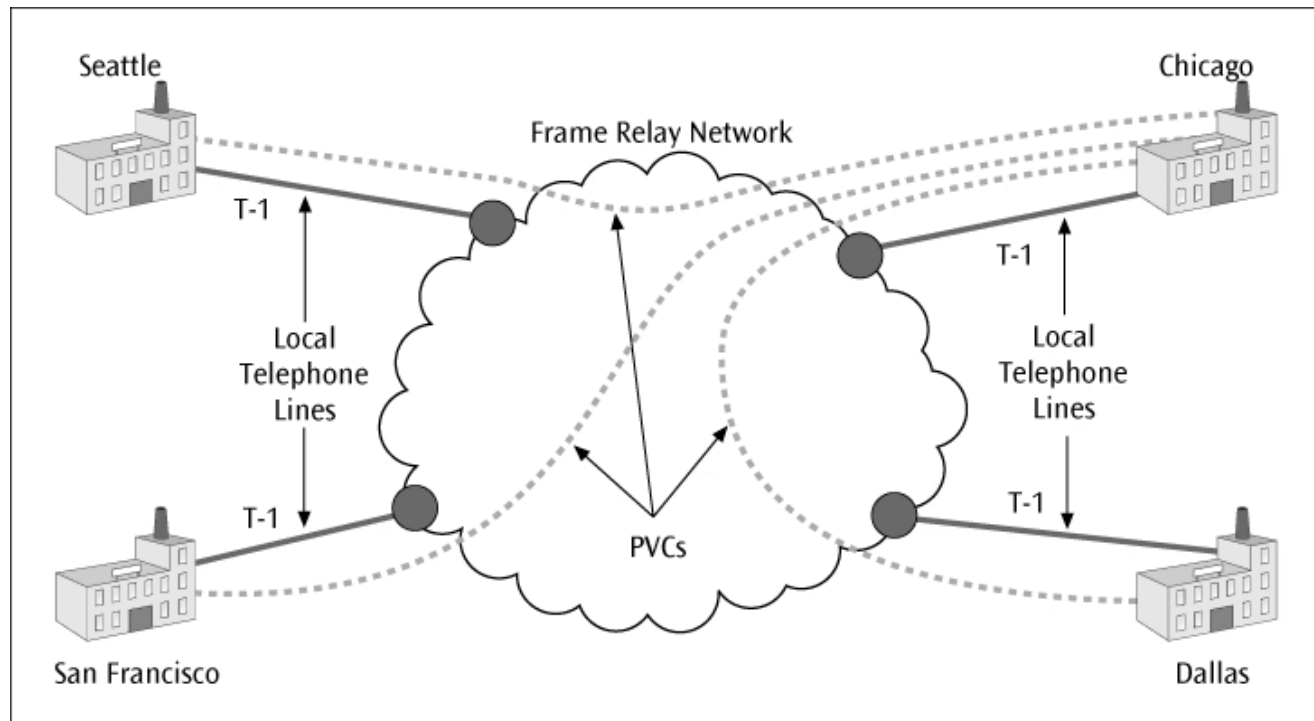 Seattle
Chicago
Frame Relay Network
T-1
T-1
Local
Telephone
Lines
Local
Telephone
Lines
T-1
T-1
PVCs
San Francisco
Dallas